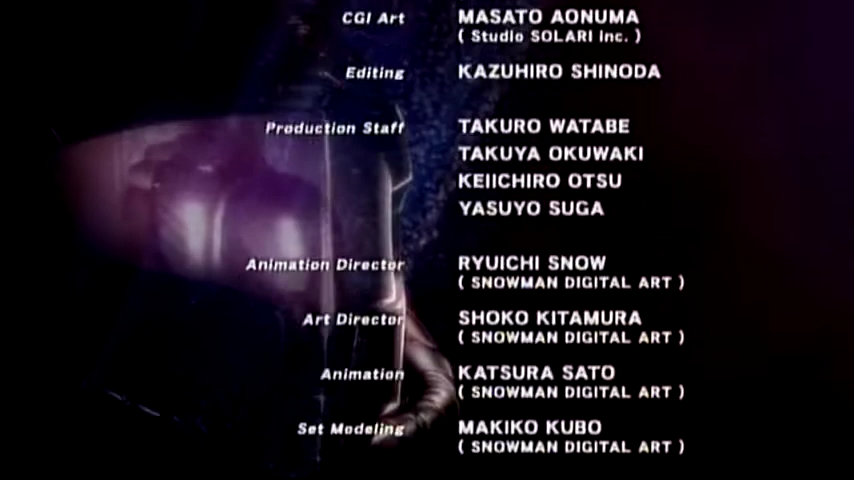 CGI Art MASATO AONUMA
( Studio SOLARI Inc. )
Editing KAZUHIRO SHINODA
Production Staff TAKURO WATABE
TAKUYA OKUWAKI
KEIICHIRO OTSU
YASUYO SUGA
Animation Director RYUICHI SNOW
( SNOWMAN DIGITAL ART )
Art Director SHOKO KITAMURA
( SNOWMAN DIGITAL ART )
Animation KATSURA SATO
( SNOWMAN DIGITAL ART )
Set Modeling MAKIKO KUBO
( SNOWMAN DIGITAL ART )